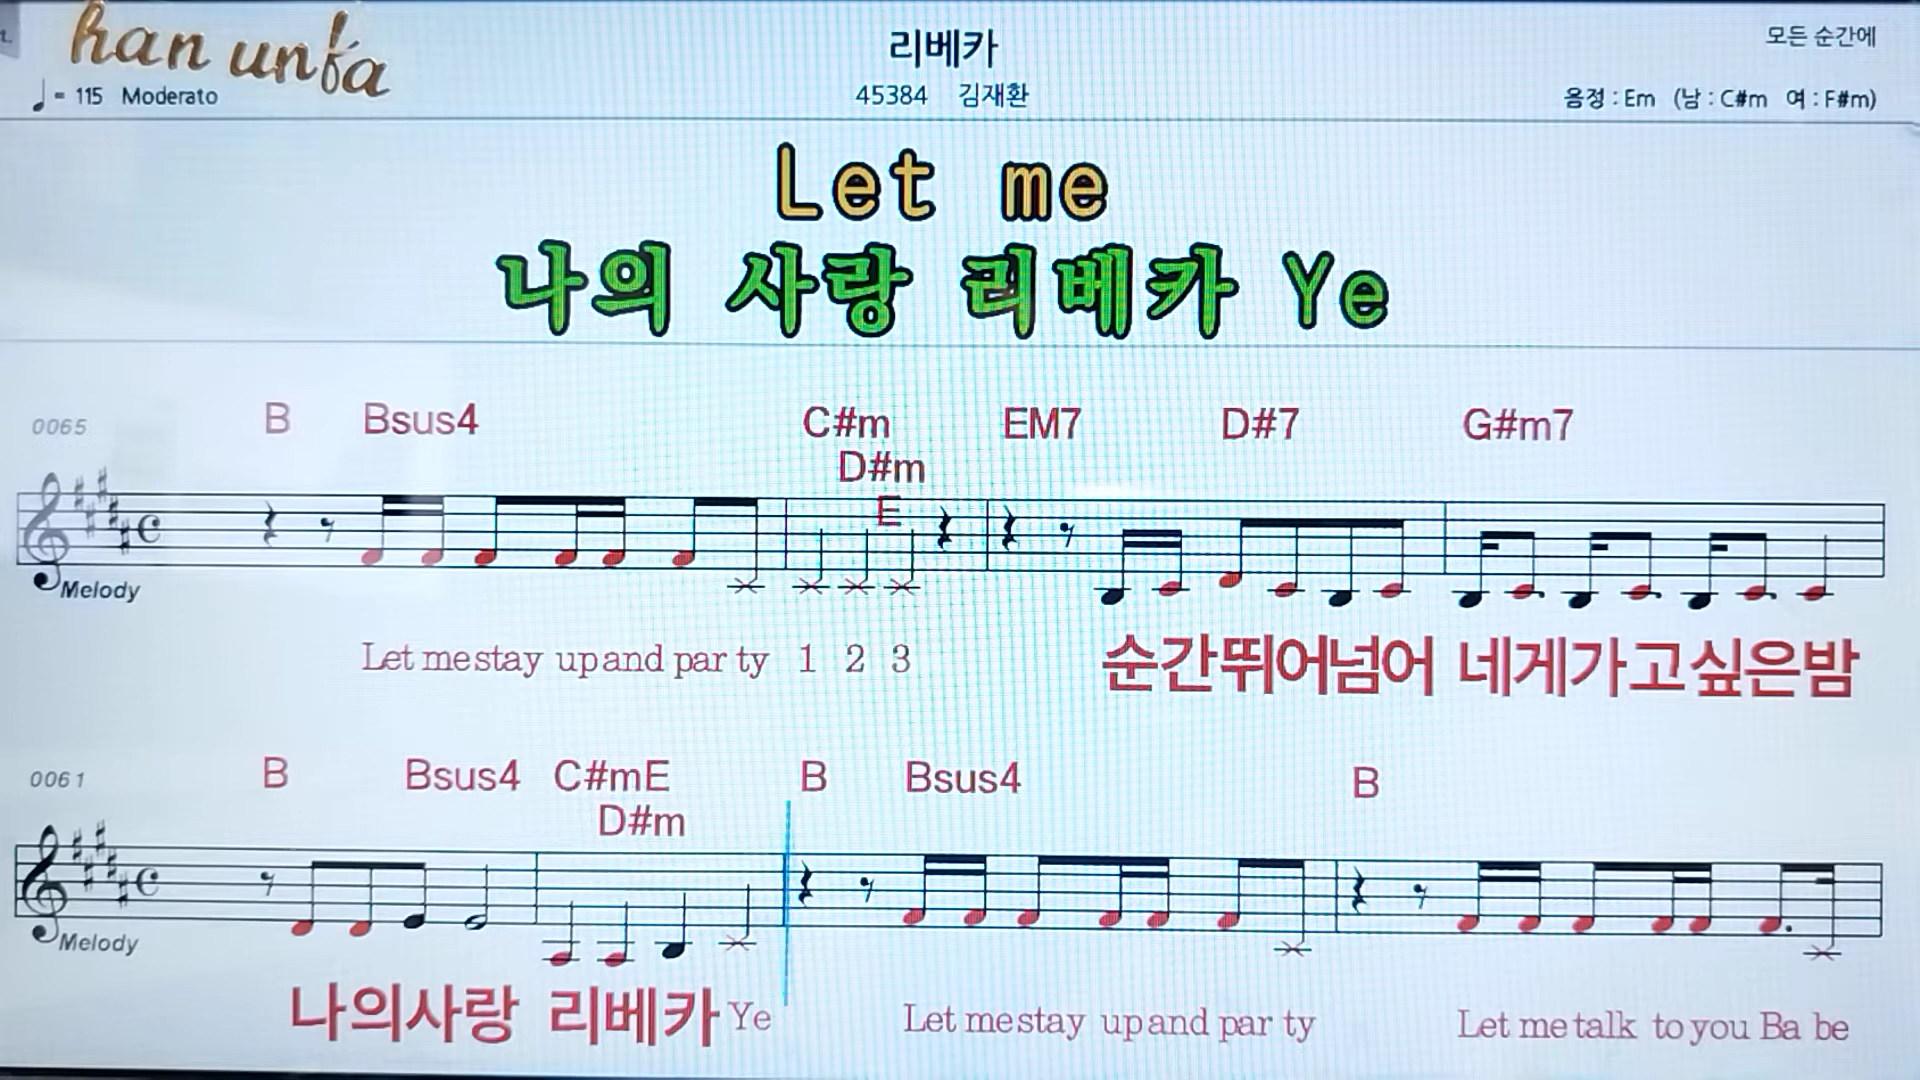 han unfa
리베카
모든 순간에
♩= 115 Moderato
45384 김재환
음정 : Em (남 : C#m 여 : F#m)
Let me
나의 사랑 리베카 Ye
0065 B Bsus4 C#m EM7 D#7 G#m7
D#m
E
Melody
Let me stay up and par ty 1 2 3 순간뛰어넘어 네게가고싶은밤
0061 B Bsus4 C#m E B Bsus4 B
D#m
Melody
나의사랑 리베카 Ye Let me stay up and par ty Let me talk to you Ba be